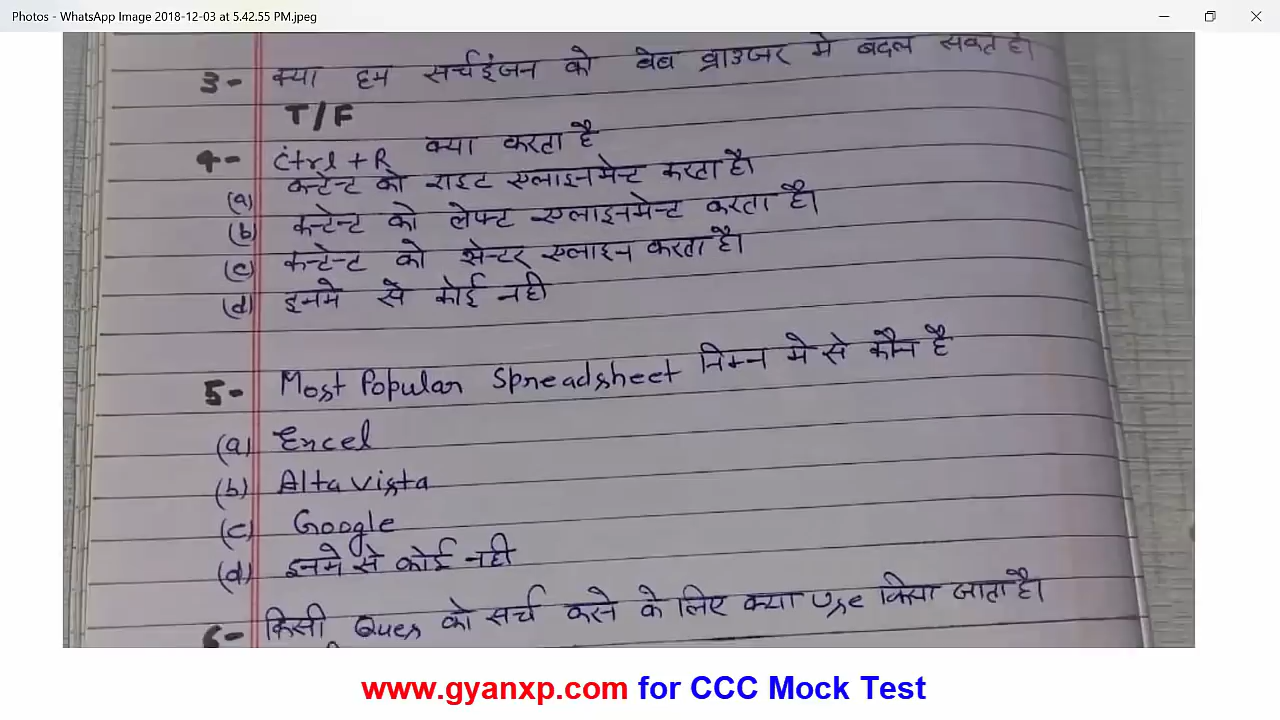 Photos - WhatsApp Image 2018-12-03 at 5.42.55 PM.jpeg
3- क्या हम सर्चइंजन को वेब ब्राउजर मे बदल सकते है।
T/F
4- Ctrl+R क्या करता है
(a) कन्टेन्ट को राइट एलाइनमेन्ट करता है।
(b) कन्टेन्ट को लेफ्ट एलाइनमेन्ट करता है।
(c) कन्टेन्ट को सेन्टर एलाइन करता है।
(d) इनमे से कोई नही
5- Most Popular Spreadsheet निम्न मे से कौन है
(a) Excel
(b) Alta vista
(c) Google
(d) इनमे से कोई नही
6- किसी Ques को सर्च करने के लिए क्या Use किया जाता है।
www.gyanxp.com for CCC Mock Test